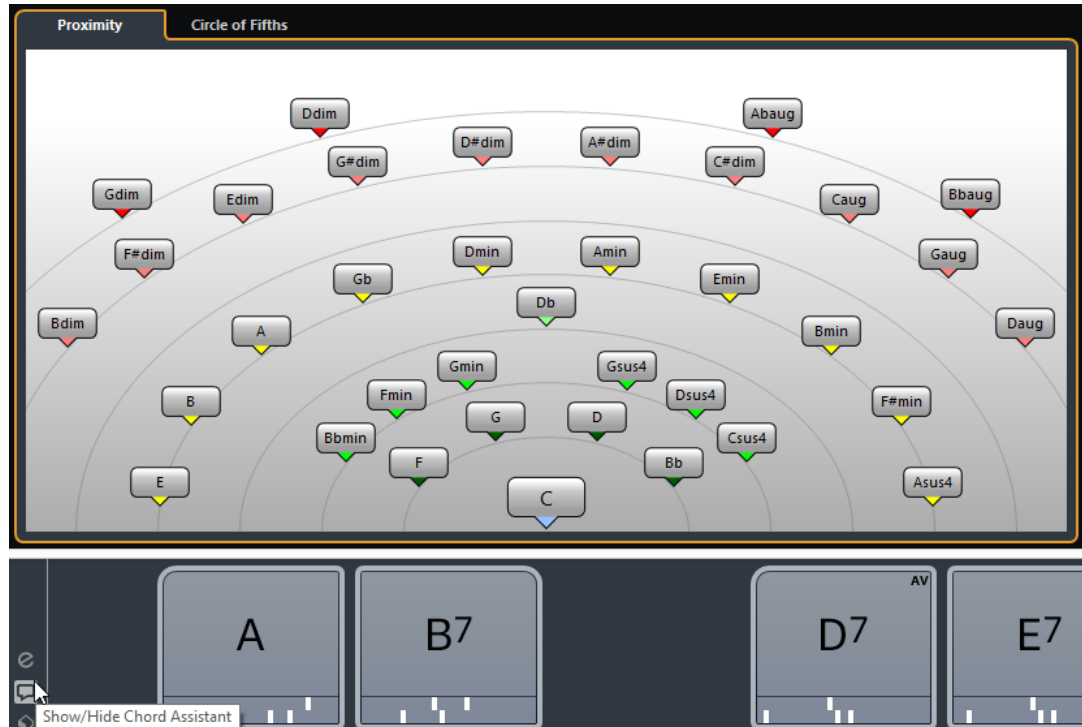 Proximity Circle of Fifths
Ddim Abaug
D#dim A#dim
G#dim C#dim
Gdim Edim Caug Bbaug
F#dim Dmin Amin Gaug
Gb Emin
Db
Bdim A Bmin Daug
Gmin Gsus4
B Fmin Dsus4 F#min
G D
Bbmin Csus4
F Bb
E Asus4
C
AV
A B7 D7 E7
Show/Hide Chord Assistant